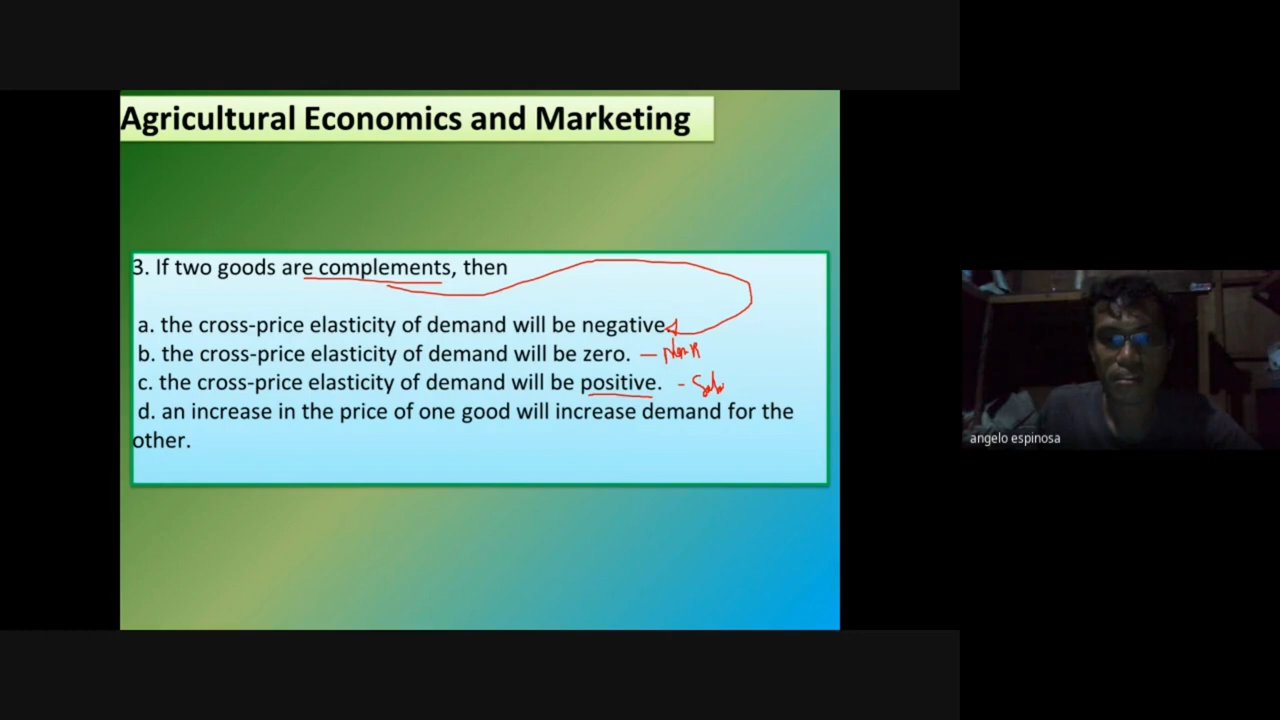 Agricultural Economics and Marketing
3. If two goods are complements, then
a. the cross-price elasticity of demand will be negative
b. the cross-price elasticity of demand will be zero.
c. the cross-price elasticity of demand will be positive.
d. an increase in the price of one good will increase demand for the
other.
angelo espinosa